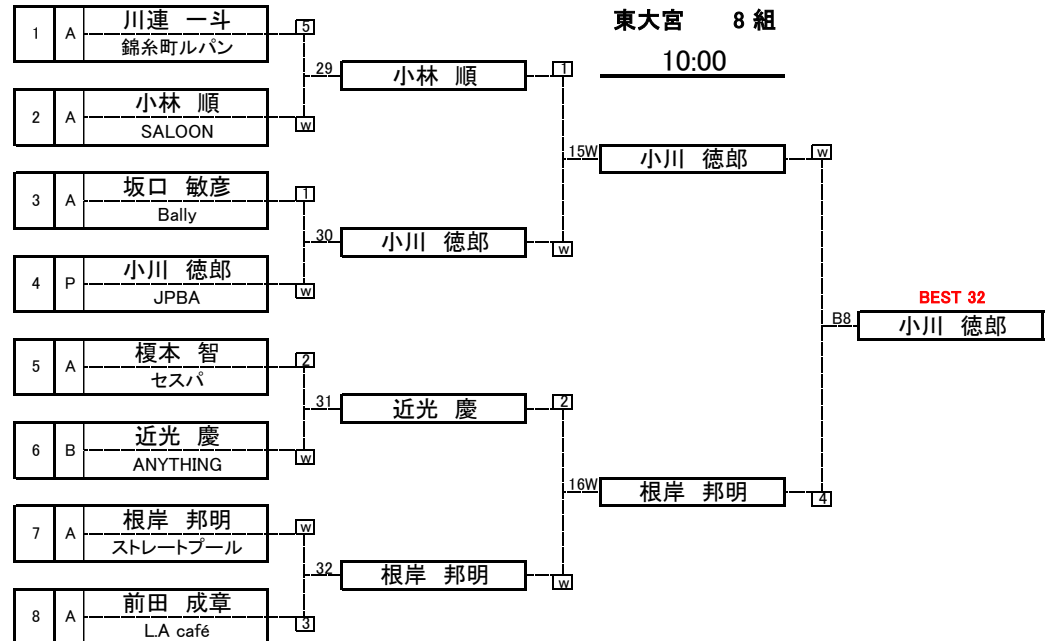 東大宮 8 組
10:00
1 A 川連 一斗 5
錦糸町ルパン
29 小林 順 1
2 A 小林 順 w
SALOON
15W 小川 徳郎 w
3 A 坂口 敏彦 1
Bally
30 小川 徳郎 w
4 P 小川 徳郎 w
JPBA
BEST 32
B8 小川 徳郎
5 A 榎本 智 2
セスパ
31 近光 慶 2
6 B 近光 慶 w
ANYTHING
16W 根岸 邦明 4
7 A 根岸 邦明 w
ストレートプール
32 根岸 邦明 w
8 A 前田 成章 3
L.A café